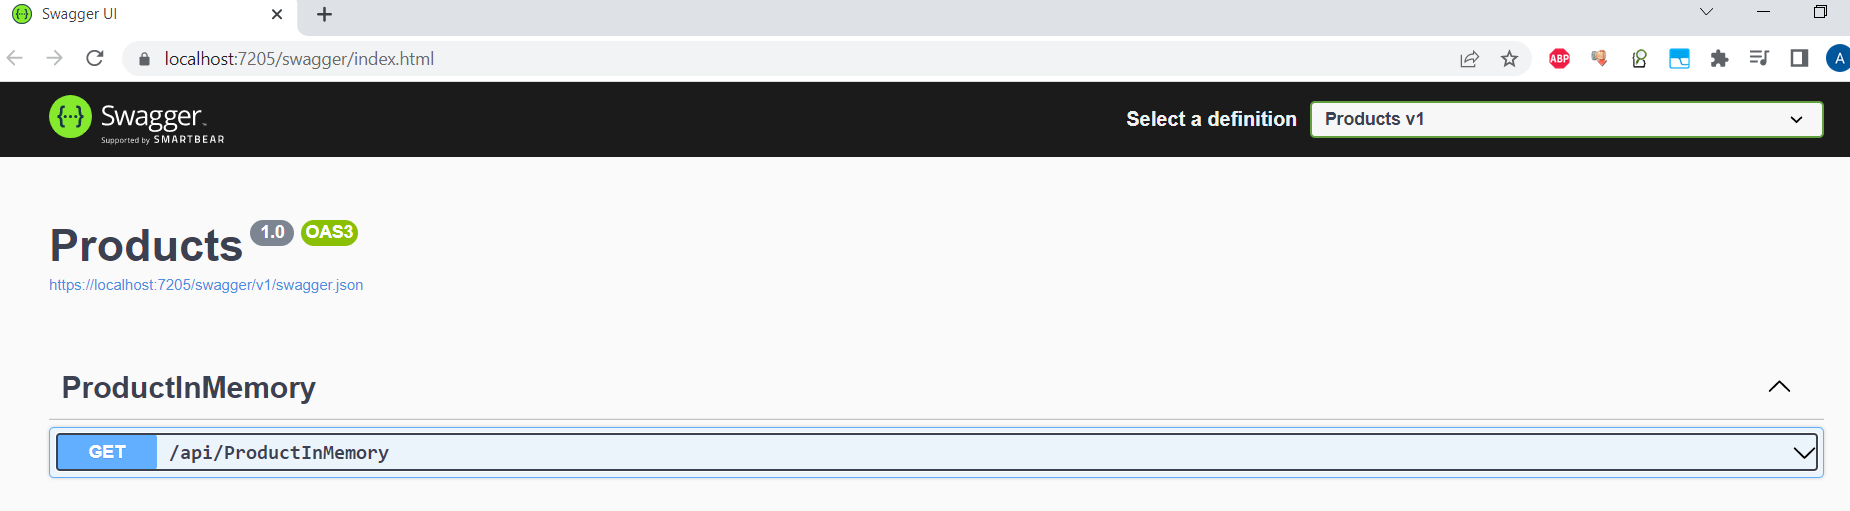 Swagger UI
localhost:7205/swagger/index.html
ABP
A
{···} Swagger™
Supported by SMARTBEAR
Select a definition
Products v1
Products 1.0 OAS3
https://localhost:7205/swagger/v1/swagger.json
ProductInMemory
GET /api/ProductInMemory